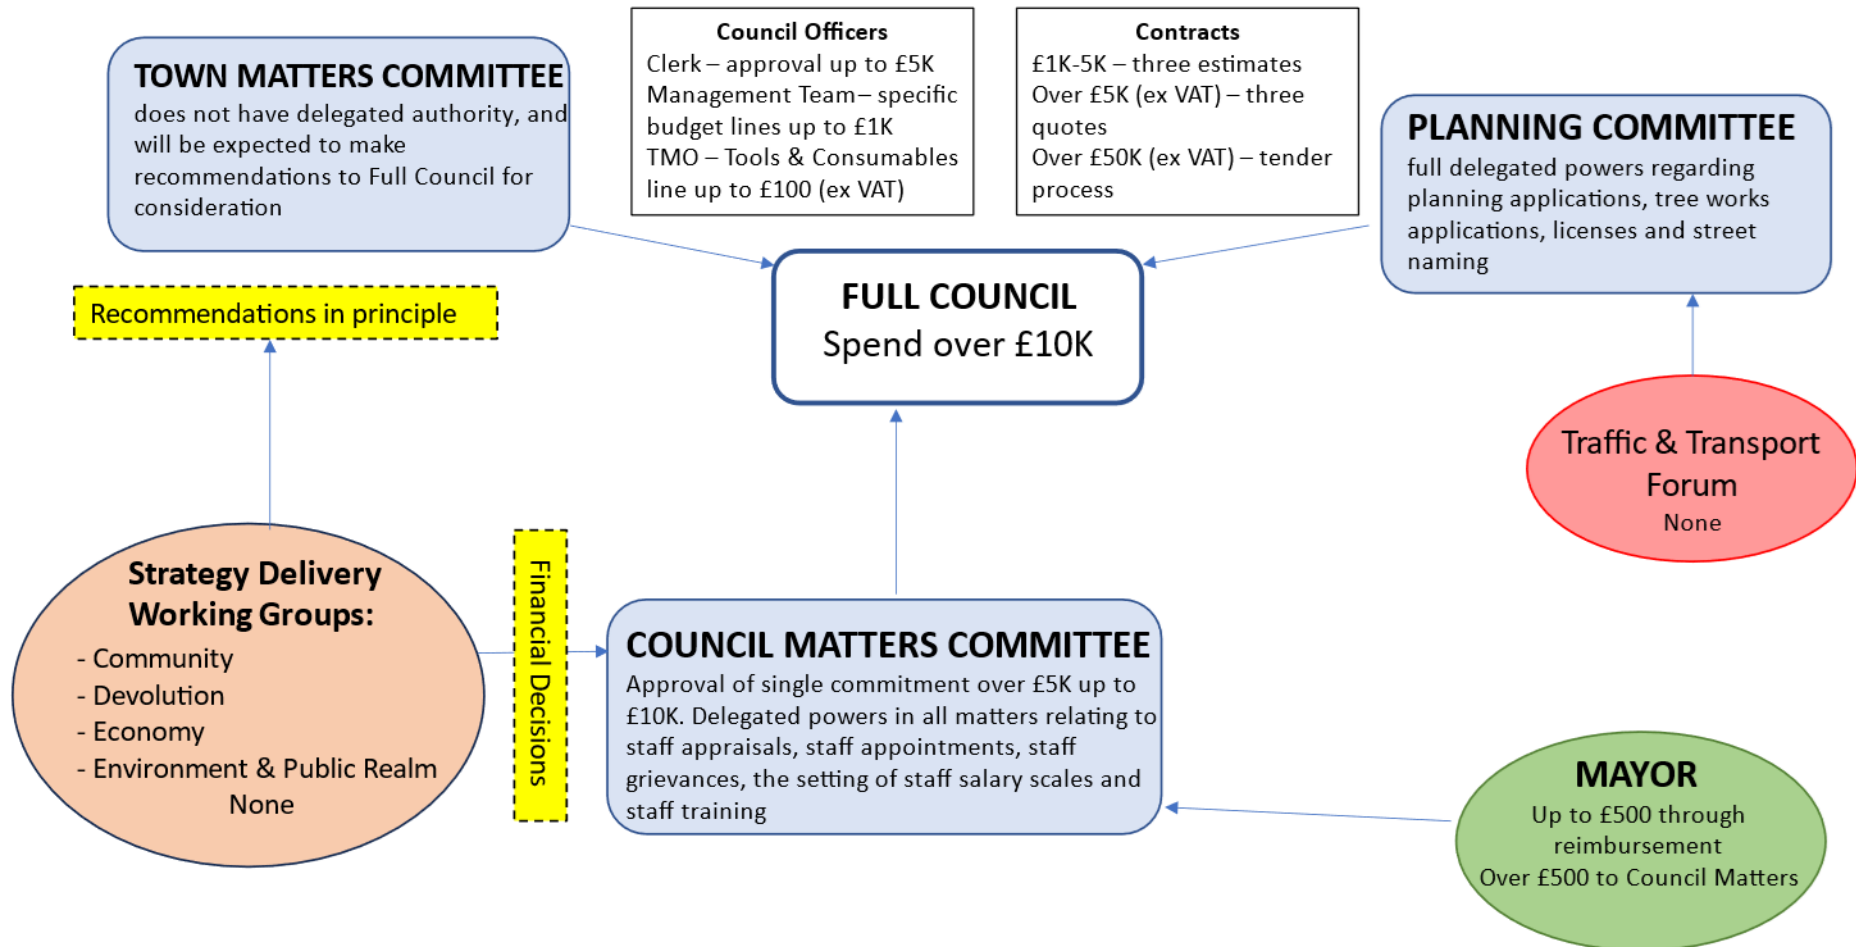 TOWN MATTERS COMMITTEE
does not have delegated authority, and
will be expected to make
recommendations to Full Council for
consideration
Council Officers
Clerk – approval up to £5K
Management Team– specific
budget lines up to £1K
TMO – Tools & Consumables
line up to £100 (ex VAT)
Contracts
£1K-5K – three estimates
Over £5K (ex VAT) – three
quotes
Over £50K (ex VAT) – tender
process
PLANNING COMMITTEE
full delegated powers regarding
planning applications, tree works
applications, licenses and street
naming
Recommendations in principle
FULL COUNCIL
Spend over £10K
Traffic & Transport
Forum
None
Strategy Delivery
Working Groups:
- Community
- Devolution
- Economy
- Environment & Public Realm
None
Financial Decisions
COUNCIL MATTERS COMMITTEE
Approval of single commitment over £5K up to
£10K. Delegated powers in all matters relating to
staff appraisals, staff appointments, staff
grievances, the setting of staff salary scales and
staff training
MAYOR
Up to £500 through
reimbursement
Over £500 to Council Matters